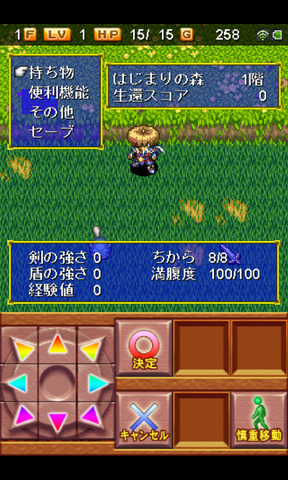 1F LV 1 HP 15/ 15 G 258
持ち物
便利機能
その他
セーブ
はじまりの森 1階
生還スコア 0
剣の強さ 0 ちから 8/8
盾の強さ 0 満腹度 100/100
経験値 0
決定
キャンセル
慎重移動